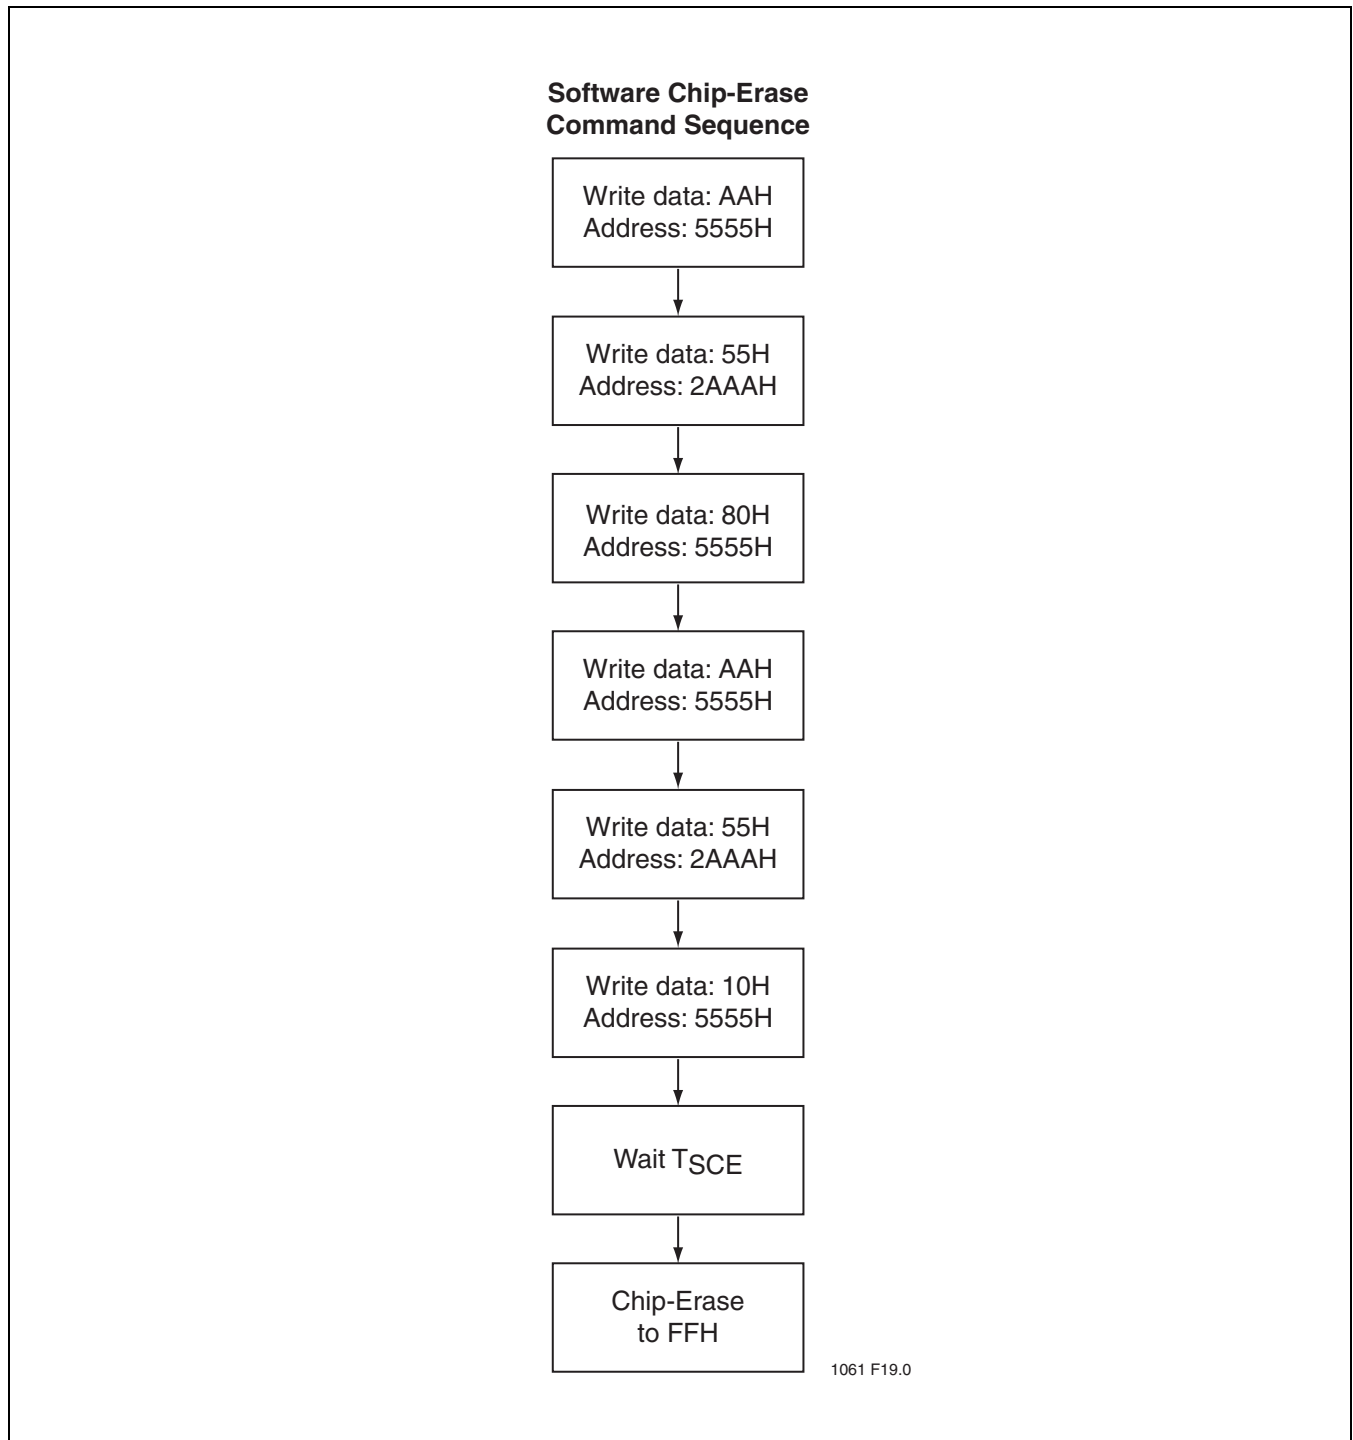 Software Chip-Erase
Command Sequence
Write data: AAH
Address: 5555H
Write data: 55H
Address: 2AAAH
Write data: 80H
Address: 5555H
Write data: AAH
Address: 5555H
Write data: 55H
Address: 2AAAH
Write data: 10H
Address: 5555H
Wait TSCE
Chip-Erase
to FFH
1061 F19.0